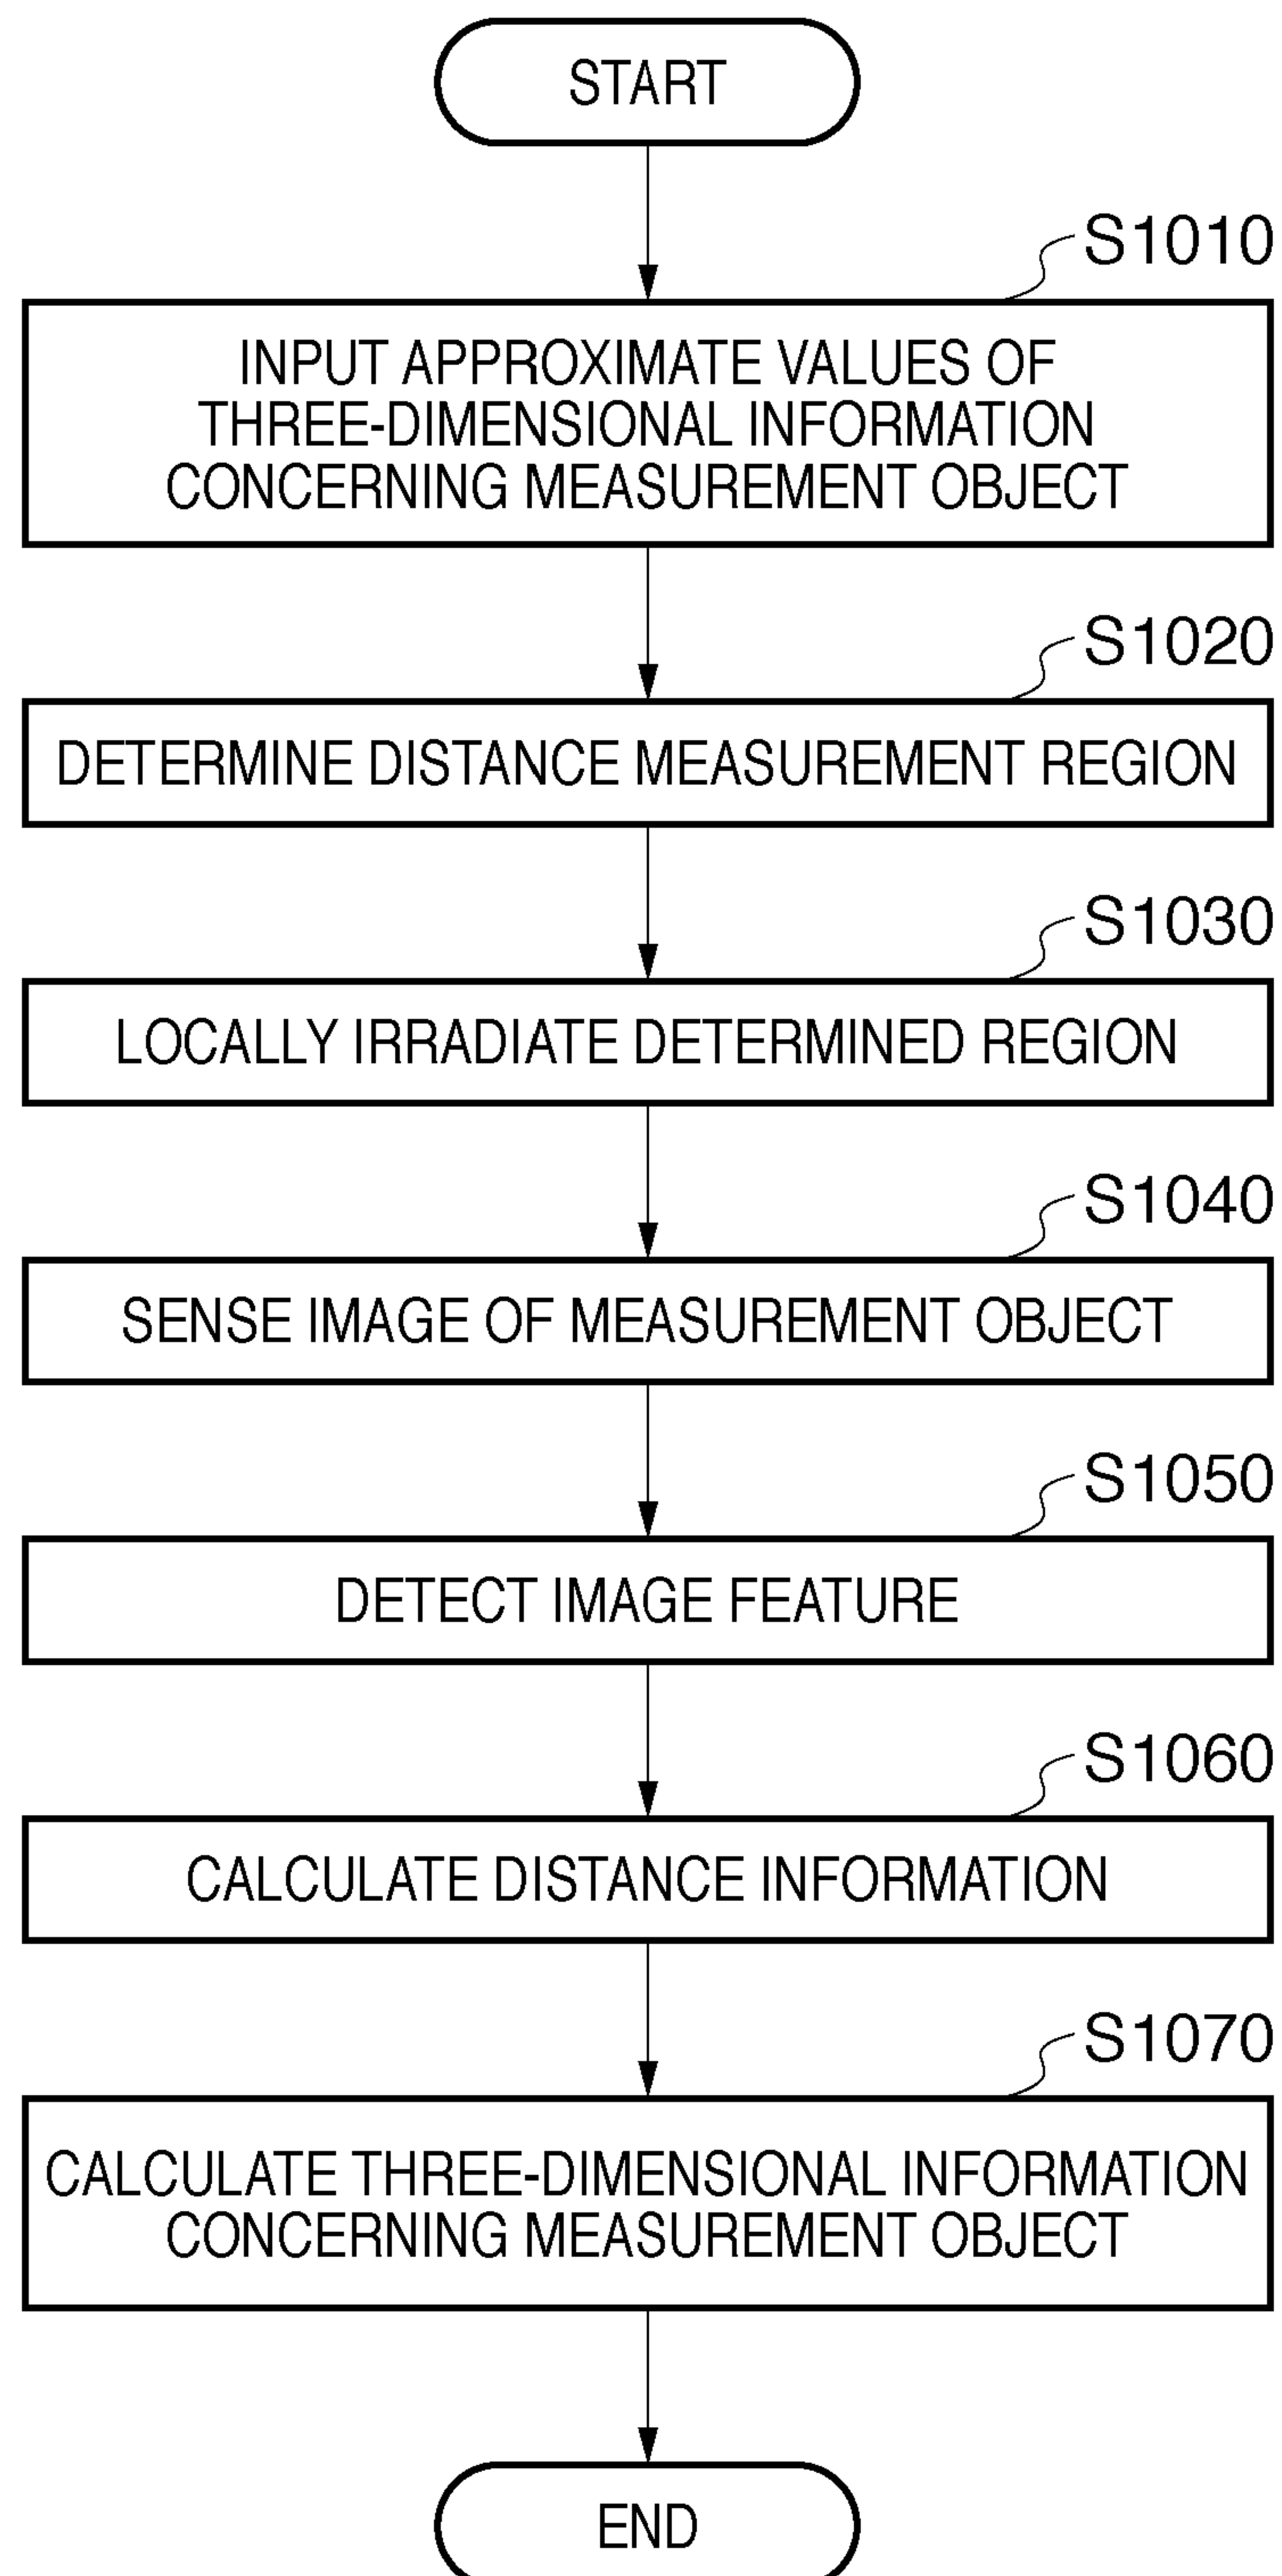 START
S1010
INPUT APPROXIMATE VALUES OF
THREE-DIMENSIONAL INFORMATION
CONCERNING MEASUREMENT OBJECT
S1020
DETERMINE DISTANCE MEASUREMENT REGION
S1030
LOCALLY IRRADIATE DETERMINED REGION
S1040
SENSE IMAGE OF MEASUREMENT OBJECT
S1050
DETECT IMAGE FEATURE
S1060
CALCULATE DISTANCE INFORMATION
S1070
CALCULATE THREE-DIMENSIONAL INFORMATION
CONCERNING MEASUREMENT OBJECT
END